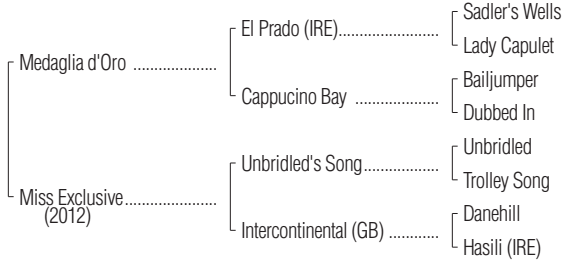 Sadler's Wells
El Prado (IRE)....................
Lady Capulet
Medaglia d'Oro ....................
Bailjumper
Cappucino Bay ....................
Dubbed In
Unbridled
Unbridled's Song..................
Trolley Song
Miss Exclusive......................
(2012)
Danehill
Intercontinental (GB) ............
Hasili (IRE)